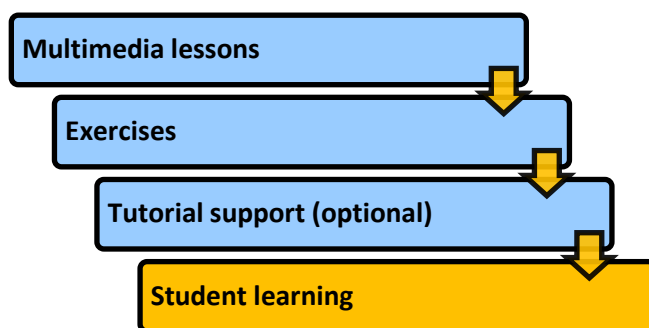 Multimedia lessons
Exercises
Tutorial support (optional)
Student learning